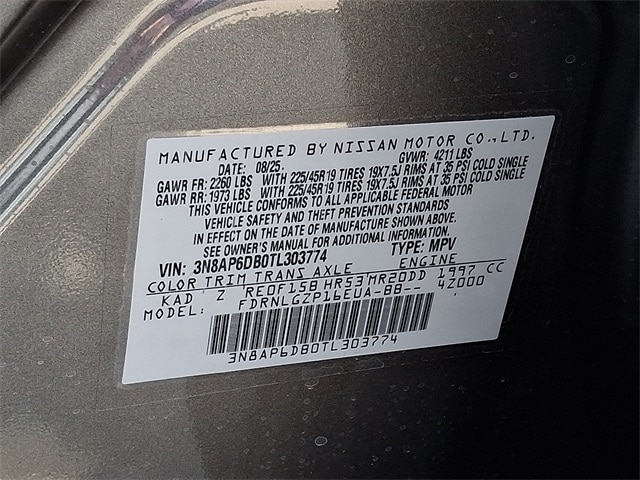 MANUFACTURED BY NISSAN MOTOR CO.,LTD.
DATE: 08/25 GVWR: 4211 LBS
GAWR FR: 2260 LBS WITH 225/45R19 TIRES 19X7.5J RIMS AT 35 PSI COLD SINGLE
GAWR RR: 1973 LBS WITH 225/45R19 TIRES 19X7.5J RIMS AT 35 PSI COLD SINGLE
THIS VEHICLE CONFORMS TO ALL APPLICABLE FEDERAL MOTOR
VEHICLE SAFETY AND THEFT PREVENTION STANDARDS
IN EFFECT ON THE DATE OF MANUFACTURE SHOWN ABOVE.
SEE OWNER'S MANUAL FOR ADDITIONAL INFORMATION.
VIN: 3N8AP6DB0TL303774 TYPE: MPV
COLOR TRIM TRANS AXLE ENGINE
KAD Z RE0F15B HR53 MR20DD 1997 CC
MODEL: FDRNLGZP16EUA-BB-- 42000
3N8AP6DB0TL303774